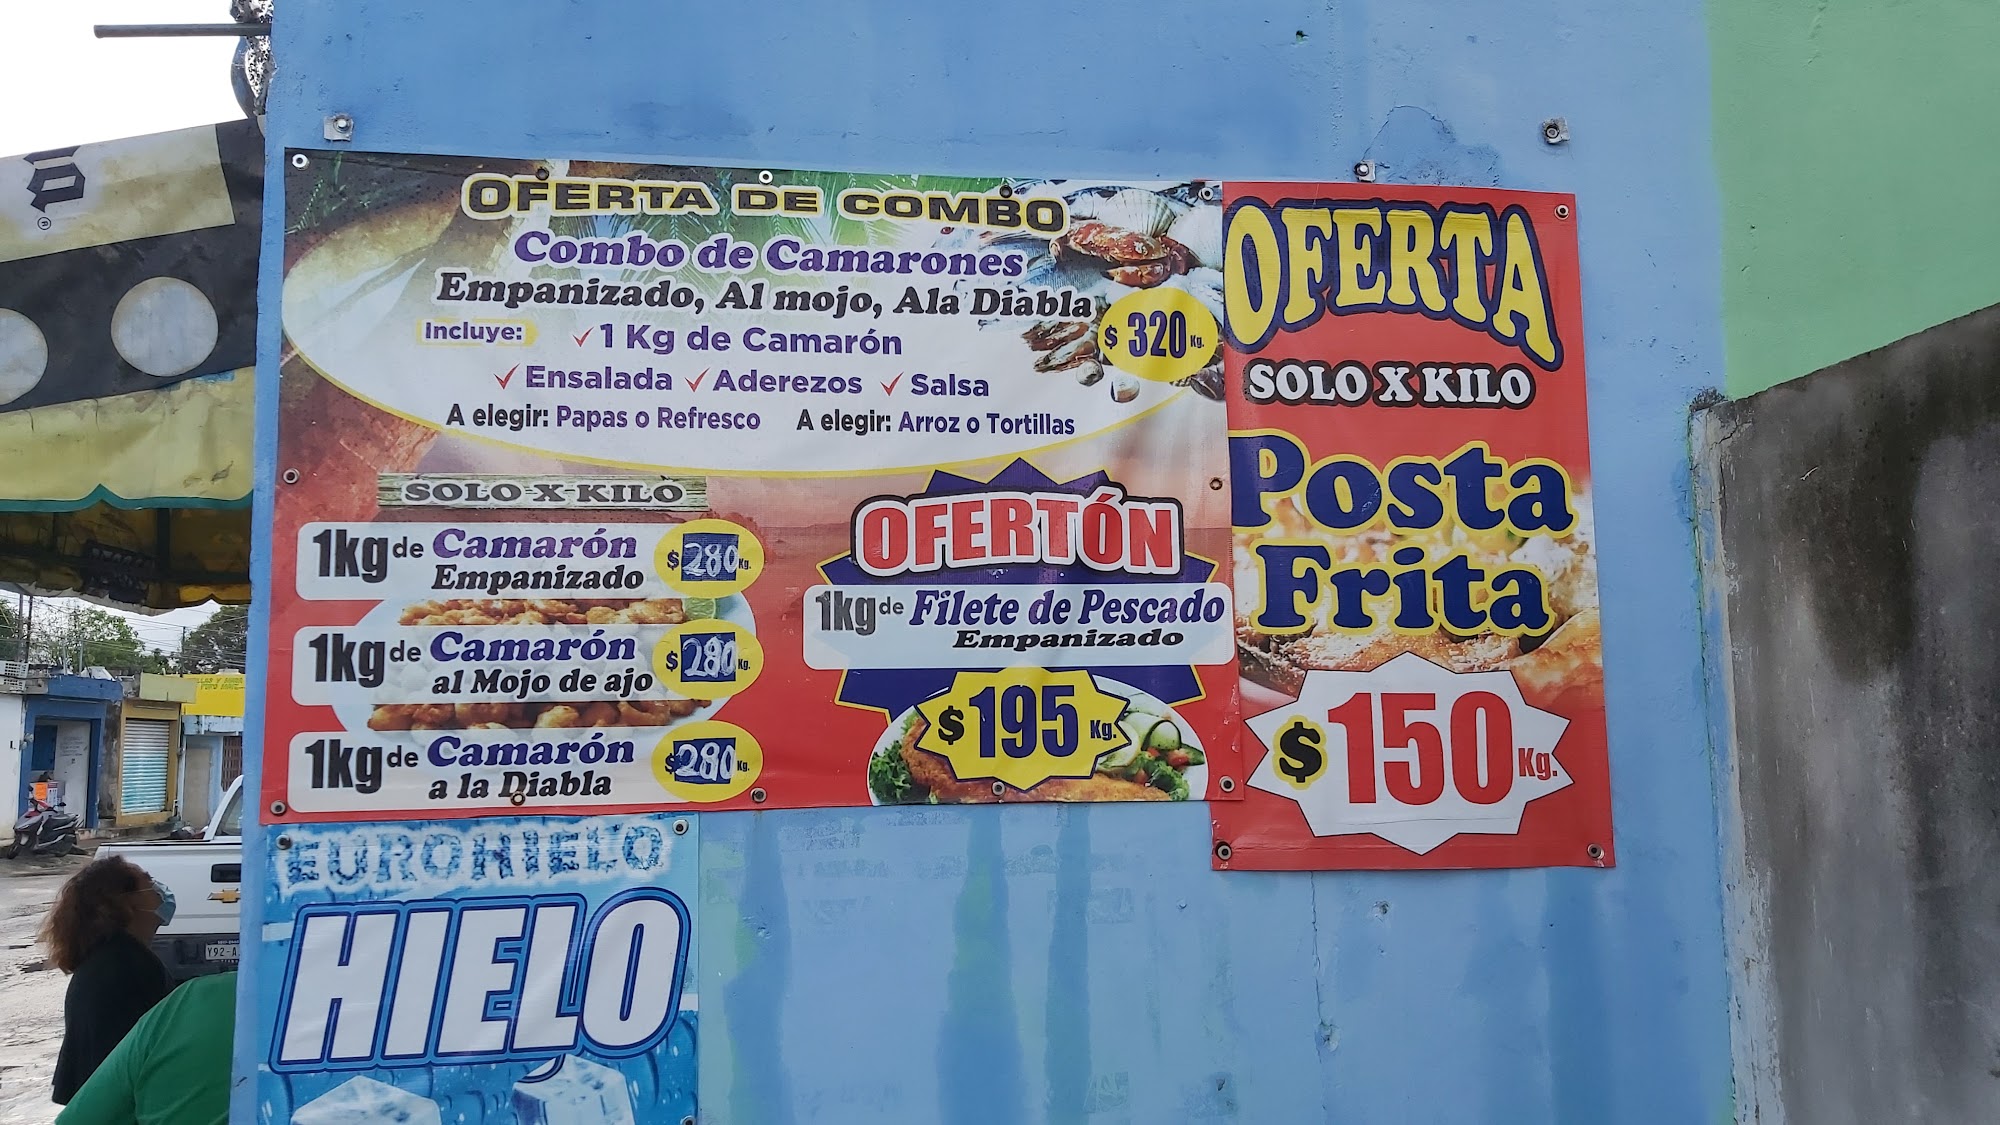 OFERTA DE COMBO
Combo de Camarones
Empanizado, Al mojo, Ala Diabla
Incluye: ✓ 1 Kg de Camarón
$ 320 Kg.
✓ Ensalada ✓ Aderezos ✓ Salsa
A elegir: Papas o Refresco A elegir: Arroz o Tortillas
SOLO X KILO
1kg de Camarón
Empanizado
$ 280 Kg.
1kg de Camarón
al Mojo de ajo
$ 280 Kg.
1kg de Camarón
a la Diabla
$ 280 Kg.
OFERTÓN
1kg de Filete de Pescado
Empanizado
$ 195 Kg.
OFERTA
SOLO X KILO
Posta
Frita
$ 150 Kg.
EUROHIELO
HIELO
Y92-A